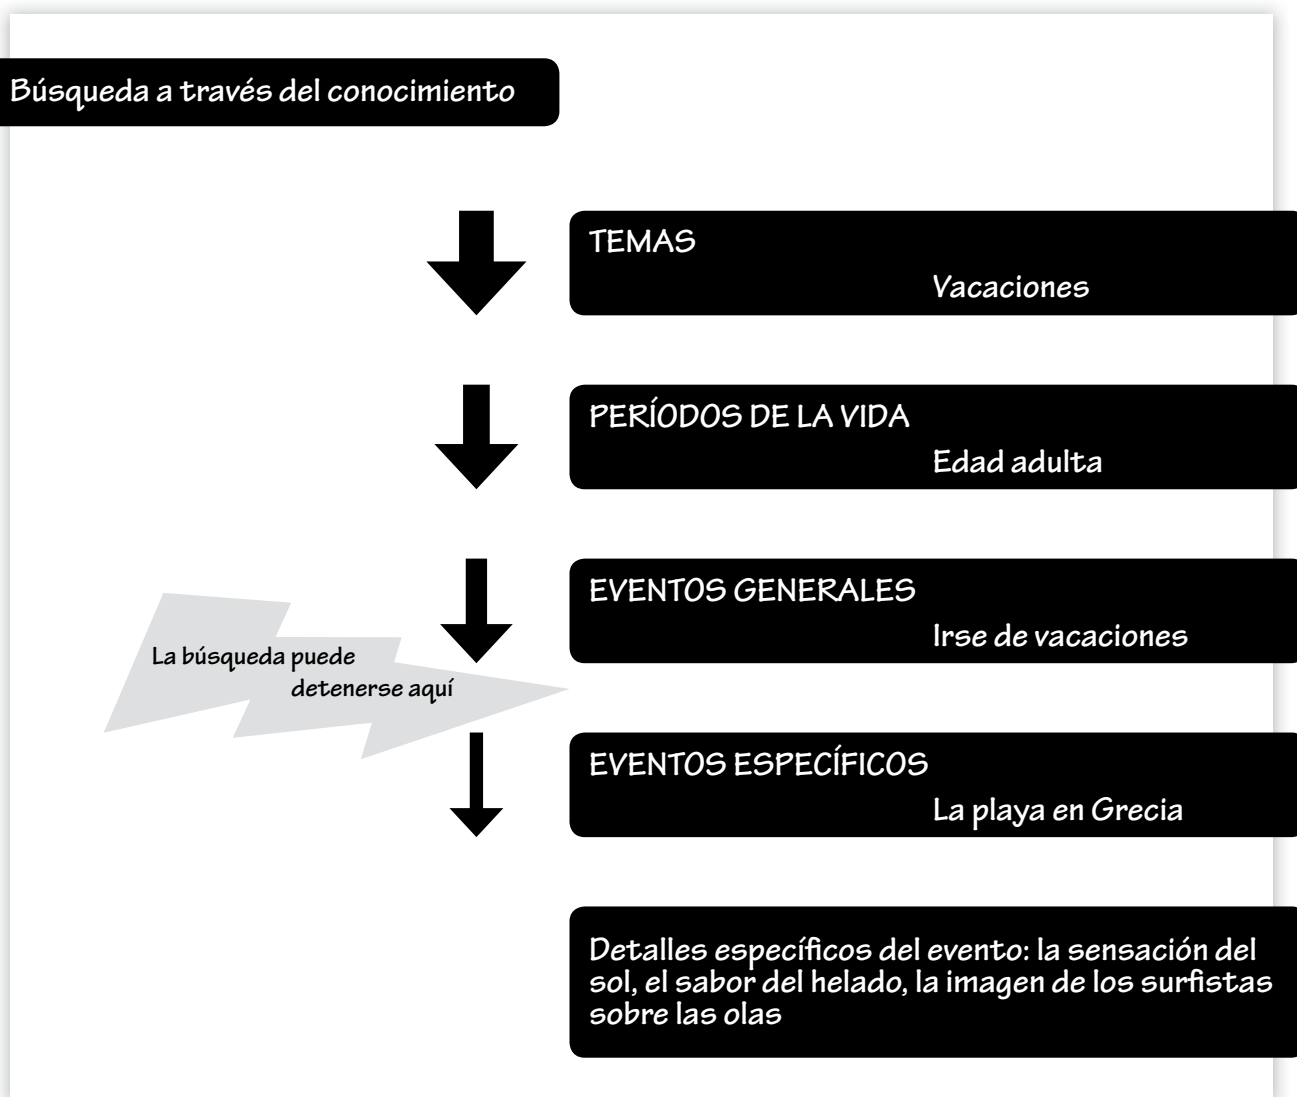 Búsqueda a través del conocimiento
TEMAS
Vacaciones
PERÍODOS DE LA VIDA
Edad adulta
EVENTOS GENERALES
Irse de vacaciones
La búsqueda puede
detenerse aquí
EVENTOS ESPECÍFICOS
La playa en Grecia
Detalles específicos del evento: la sensación del
sol, el sabor del helado, la imagen de los surfistas
sobre las olas